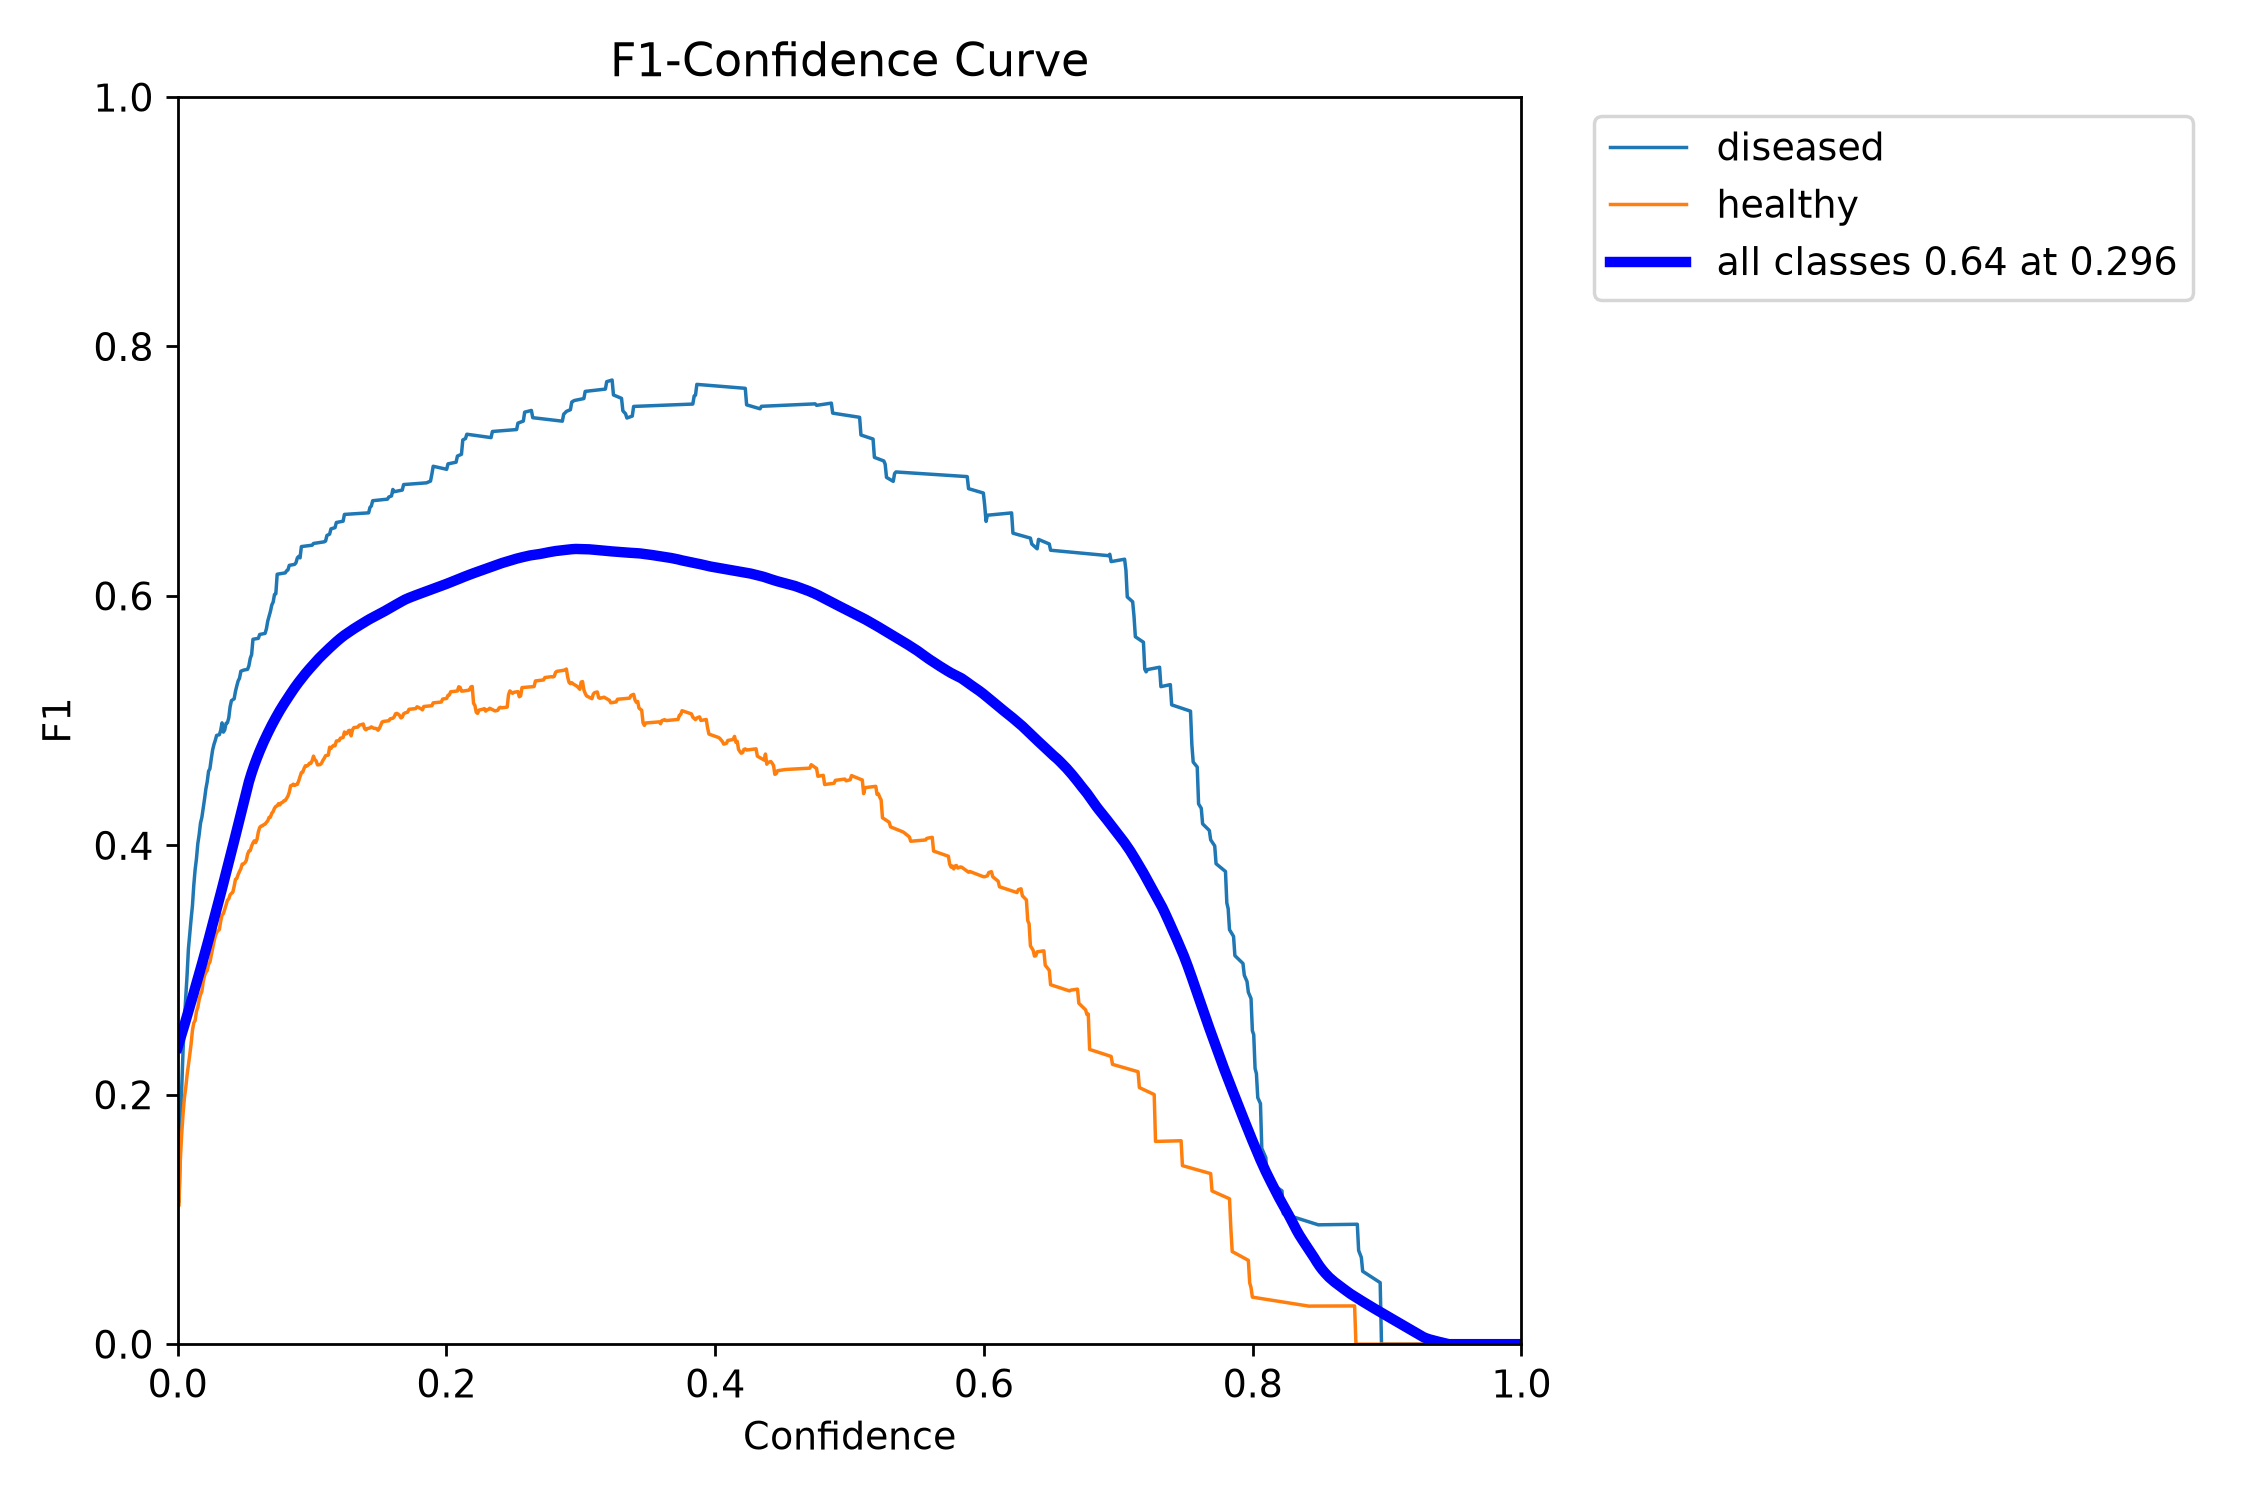 F1-Confidence Curve
1.0
0.8
0.6
0.4
0.2
0.0
F1
0.0 0.2 0.4 0.6 0.8 1.0
Confidence
diseased
healthy
all classes 0.64 at 0.296